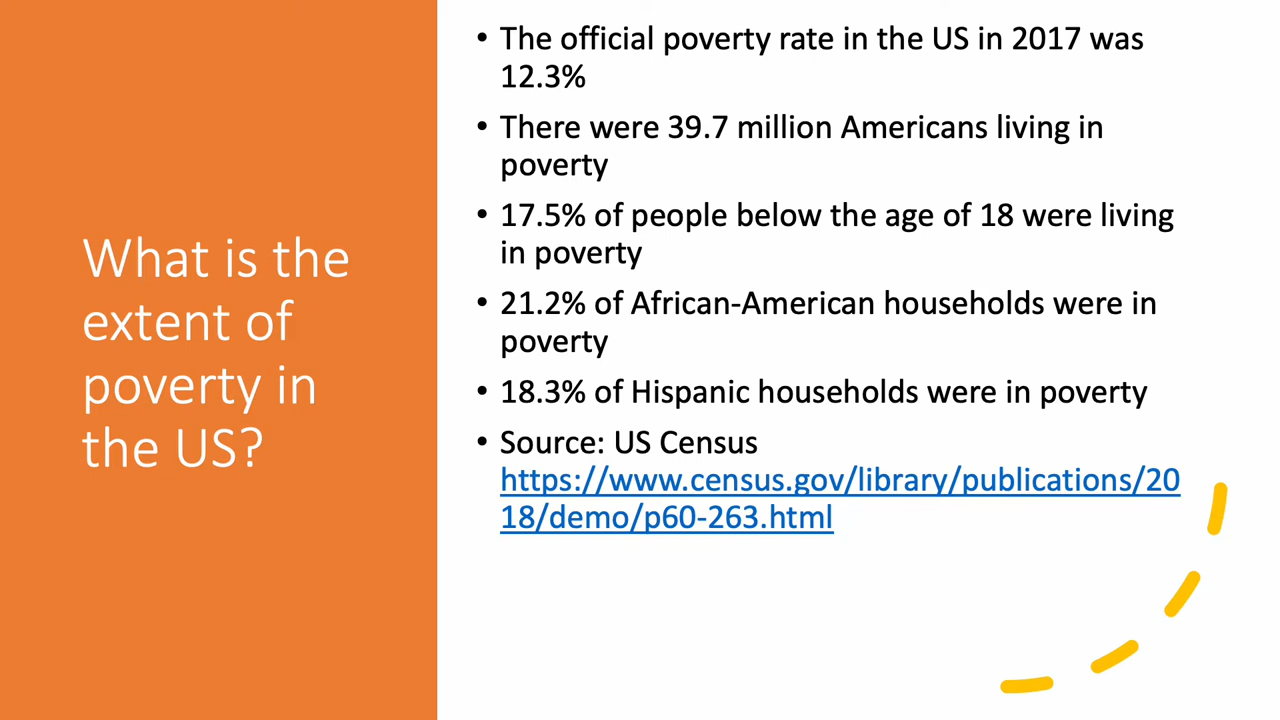 What is the
extent of
poverty in
the US?
• The official poverty rate in the US in 2017 was
12.3%
• There were 39.7 million Americans living in
poverty
• 17.5% of people below the age of 18 were living
in poverty
• 21.2% of African-American households were in
poverty
• 18.3% of Hispanic households were in poverty
• Source: US Census
https://www.census.gov/library/publications/20
18/demo/p60-263.html